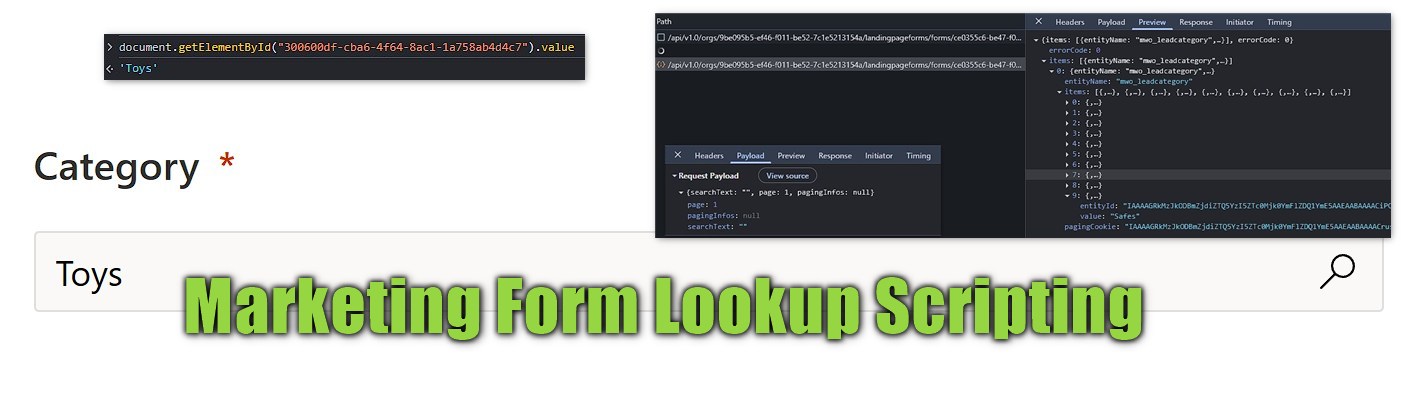 document.getElementById("300600df-cba6-4f64-8ac1-1a758ab4d4c7").value
'Toys'
Category *
Toys
Marketing Form Lookup Scripting
Path
/api/v1.0/orgs/9be095b5-ef46-f011-be52-7c1e5213154a/landingpageforms/forms/ce0355c6-be47-f0...
/api/v1.0/orgs/9be095b5-ef46-f011-be52-7c1e5213154a/landingpageforms/forms/ce0355c6-be47-f0...
Headers Payload Preview Response Initiator Timing
Request Payload View source
{searchText: "", page: 1, pagingInfos: null}
page: 1
pagingInfos: null
searchText: ""
Headers Payload Preview Response Initiator Timing
{items: [{entityName: "mwo_leadcategory",…}], errorCode: 0}
errorCode: 0
items: [{entityName: "mwo_leadcategory",…}]
0: {entityName: "mwo_leadcategory",…}
entityName: "mwo_leadcategory"
items: [{,…}, {,…}, {,…}, {,…}, {,…}, {,…}, {,…}, {,…}, {,…}, {,…}]
0: {,…}
1: {,…}
2: {,…}
3: {,…}
4: {,…}
5: {,…}
6: {,…}
7: {,…}
8: {,…}
9: {,…}
entityId:
value: "Safes"
pagingCookie: